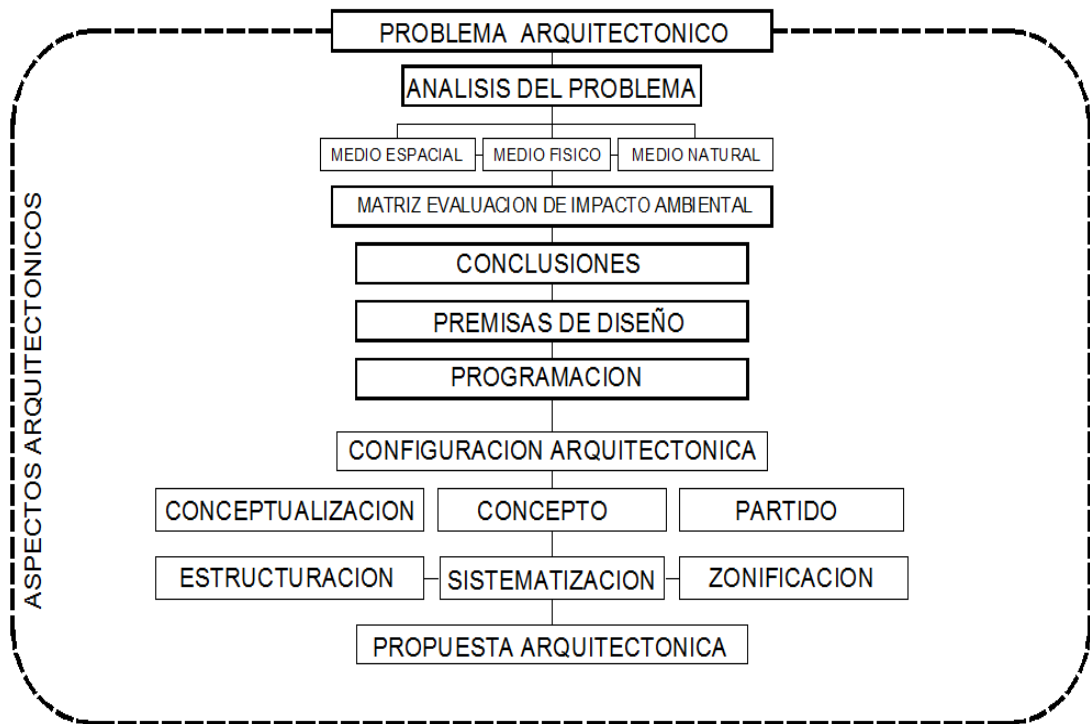 PROBLEMA ARQUITECTONICO
ANALISIS DEL PROBLEMA
MEDIO ESPACIAL
MEDIO FISICO
MEDIO NATURAL
MATRIZ EVALUACION DE IMPACTO AMBIENTAL
CONCLUSIONES
PREMISAS DE DISEÑO
PROGRAMACION
CONFIGURACION ARQUITECTONICA
CONCEPTUALIZACION
CONCEPTO
PARTIDO
ESTRUCTURACION
SISTEMATIZACION
ZONIFICACION
PROPUESTA ARQUITECTONICA
ASPECTOS ARQUITECTONICOS